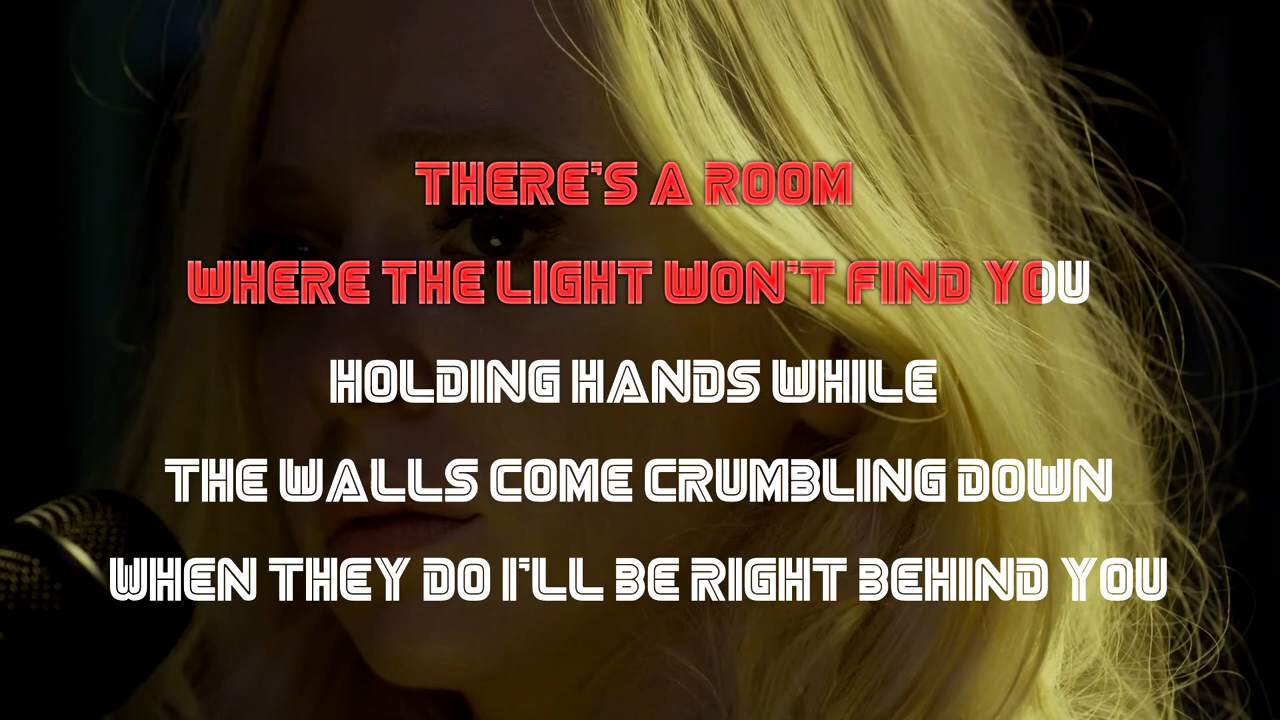 THERE'S A ROOM
WHERE THE LIGHT WON'T FIND YOU
HOLDING HANDS WHILE
THE WALLS COME CRUMBLING DOWN
WHEN THEY DO I'LL BE RIGHT BEHIND YOU